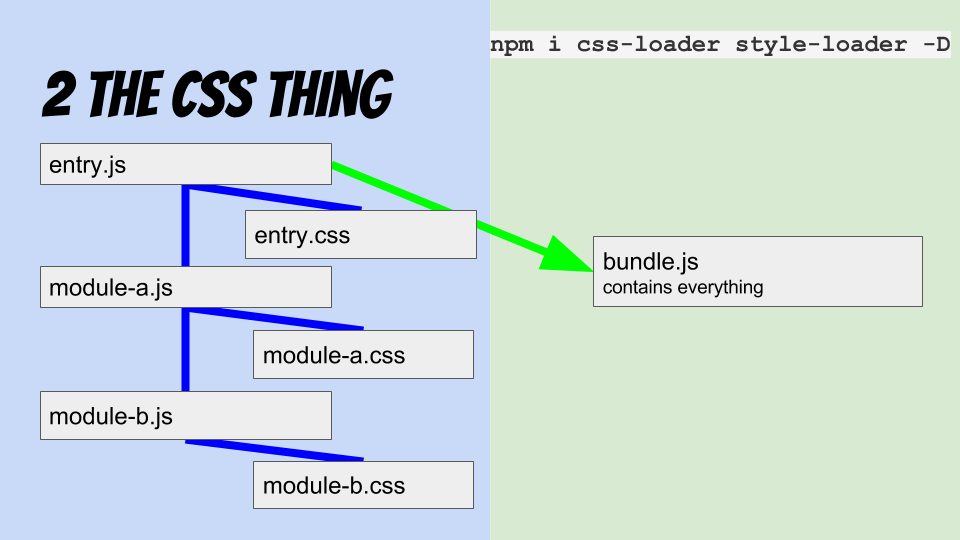 npm i css-loader style-loader -D
2 THE CSS THING
entry.js
entry.css
module-a.js
module-a.css
module-b.js
module-b.css
bundle.js
contains everything